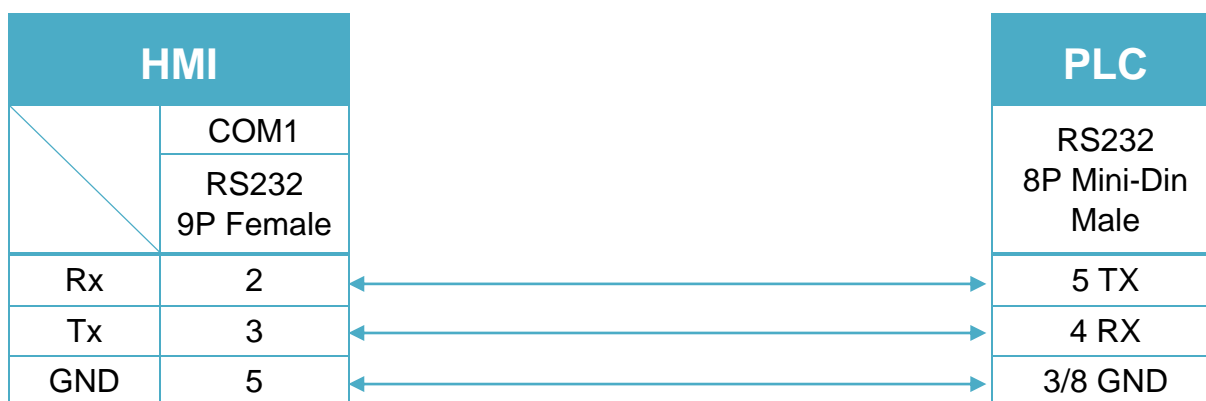 HMI
PLC
COM1
RS232
9P Female
RS232
8P Mini-Din
Male
Rx 2 5 TX
Tx 3 4 RX
GND 5 3/8 GND